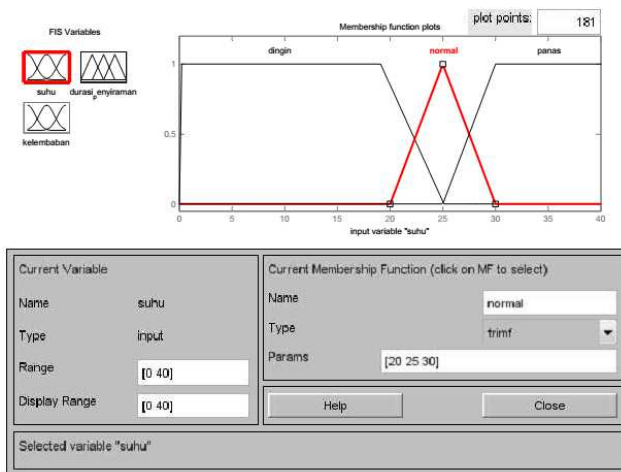 plot points: 181
FIS Variables
Membership function plots
suhu
durasi_penyiraman
kelembaban
dingin normal panas
1
0.5
0
0 5 10 15 20 25 30 35 40
input variable "suhu"
Current Variable
Name suhu
Type input
Range [0 40]
Display Range [0 40]
Current Membership Function (click on MF to select)
Name normal
Type trimf
Params [20 25 30]
Help Close
Selected variable "suhu"